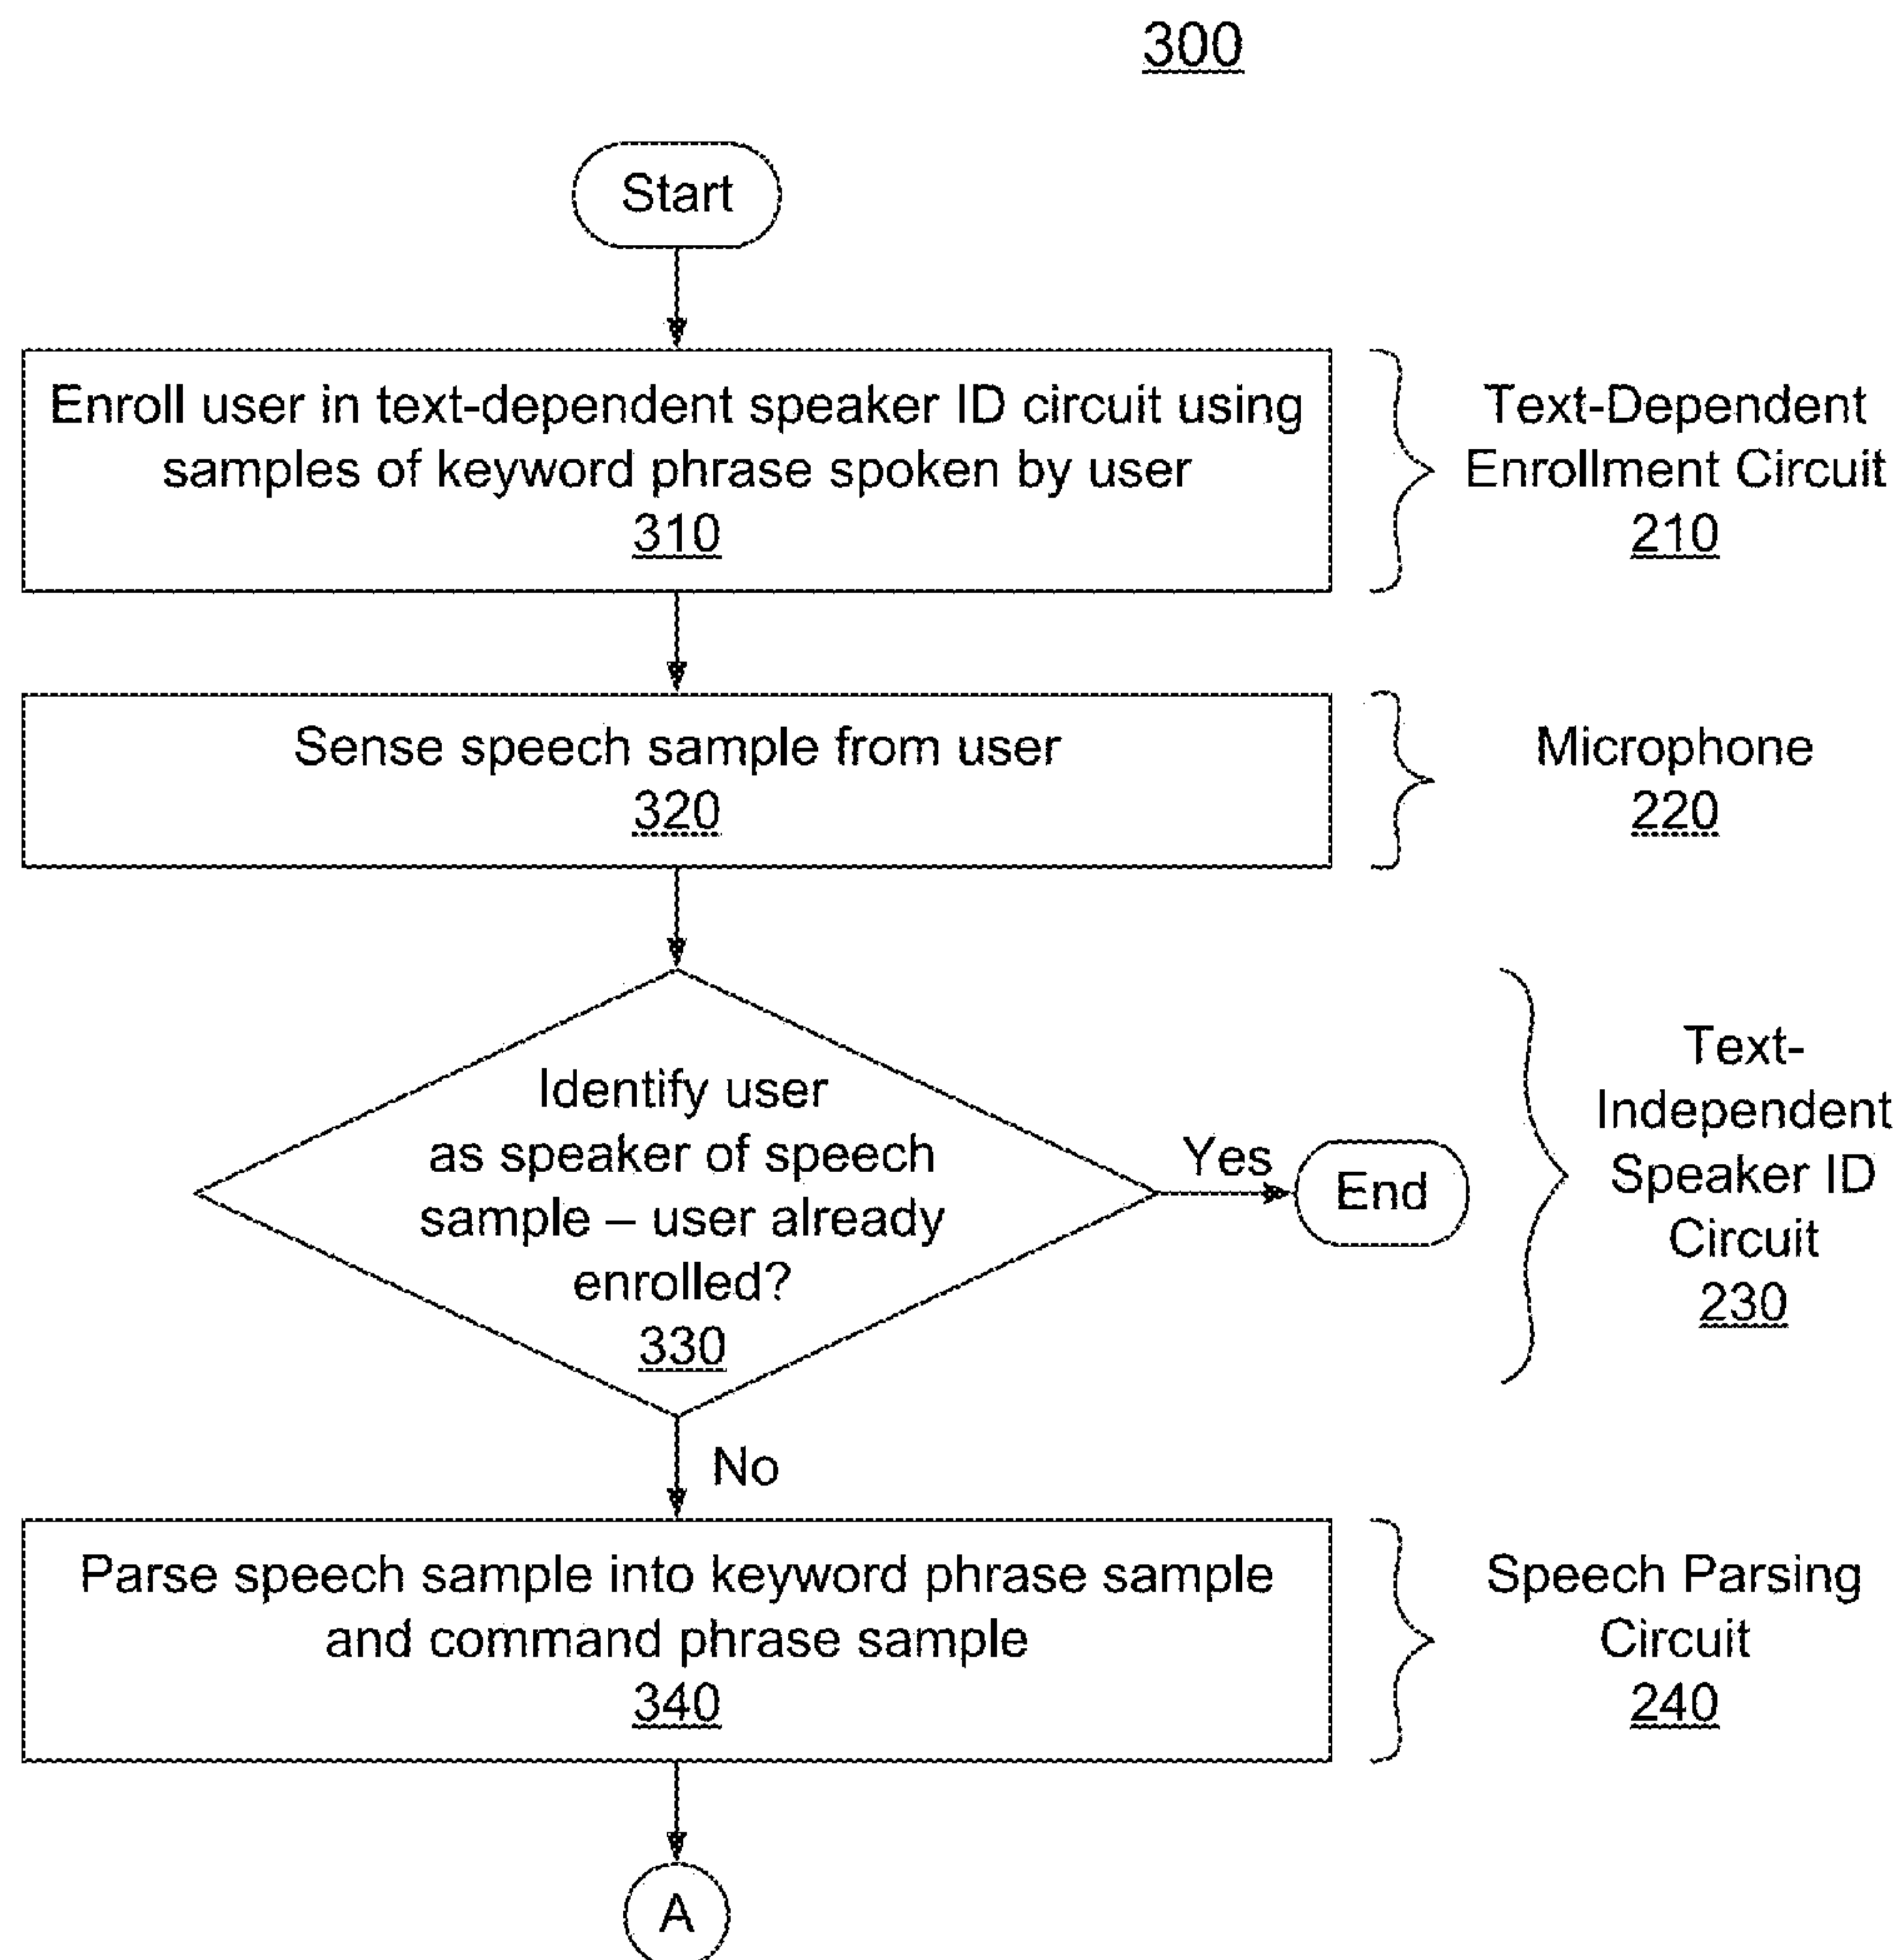 300
Start
Enroll user in text-dependent speaker ID circuit using
samples of keyword phrase spoken by user
310
Text-Dependent
Enrollment Circuit
210
Sense speech sample from user
320
Microphone
220
Identify user
as speaker of speech
sample – user already
enrolled?
330
Yes
End
Text-
Independent
Speaker ID
Circuit
230
No
Parse speech sample into keyword phrase sample
and command phrase sample
340
Speech Parsing
Circuit
240
A